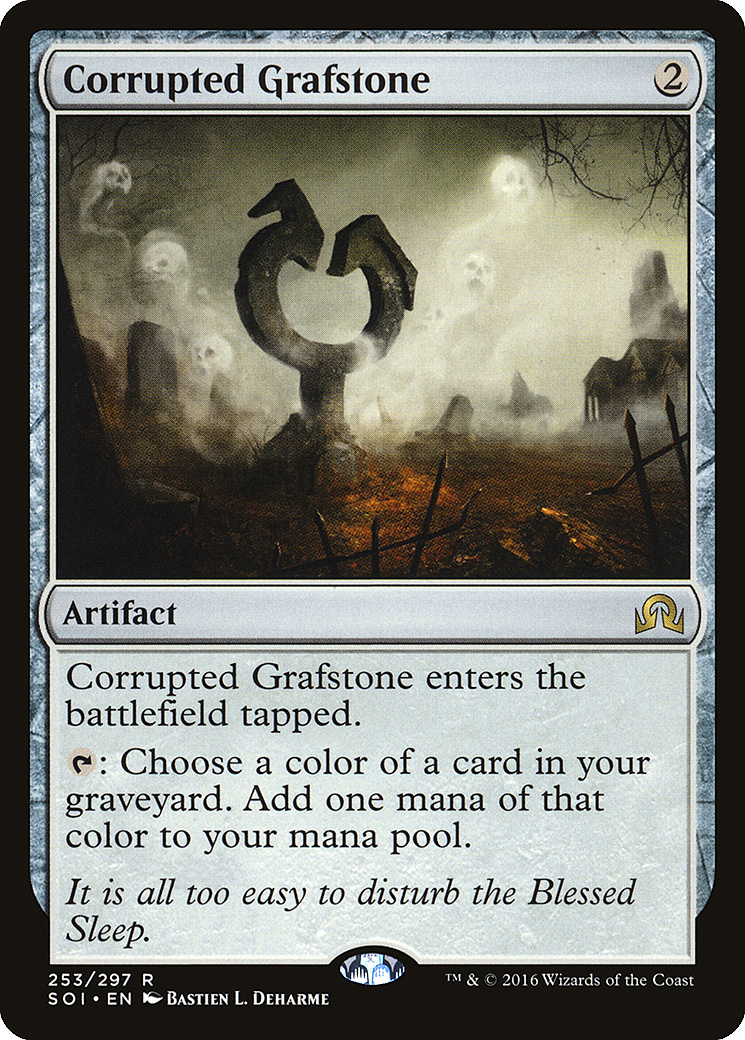 Corrupted Grafstone 2
Artifact
Corrupted Grafstone enters the
battlefield tapped.
: Choose a color of a card in your
graveyard. Add one mana of that
color to your mana pool.
It is all too easy to disturb the Blessed
Sleep.
253/297 R
SOI • EN Bastien L. Deharme
™ & © 2016 Wizards of the Coast